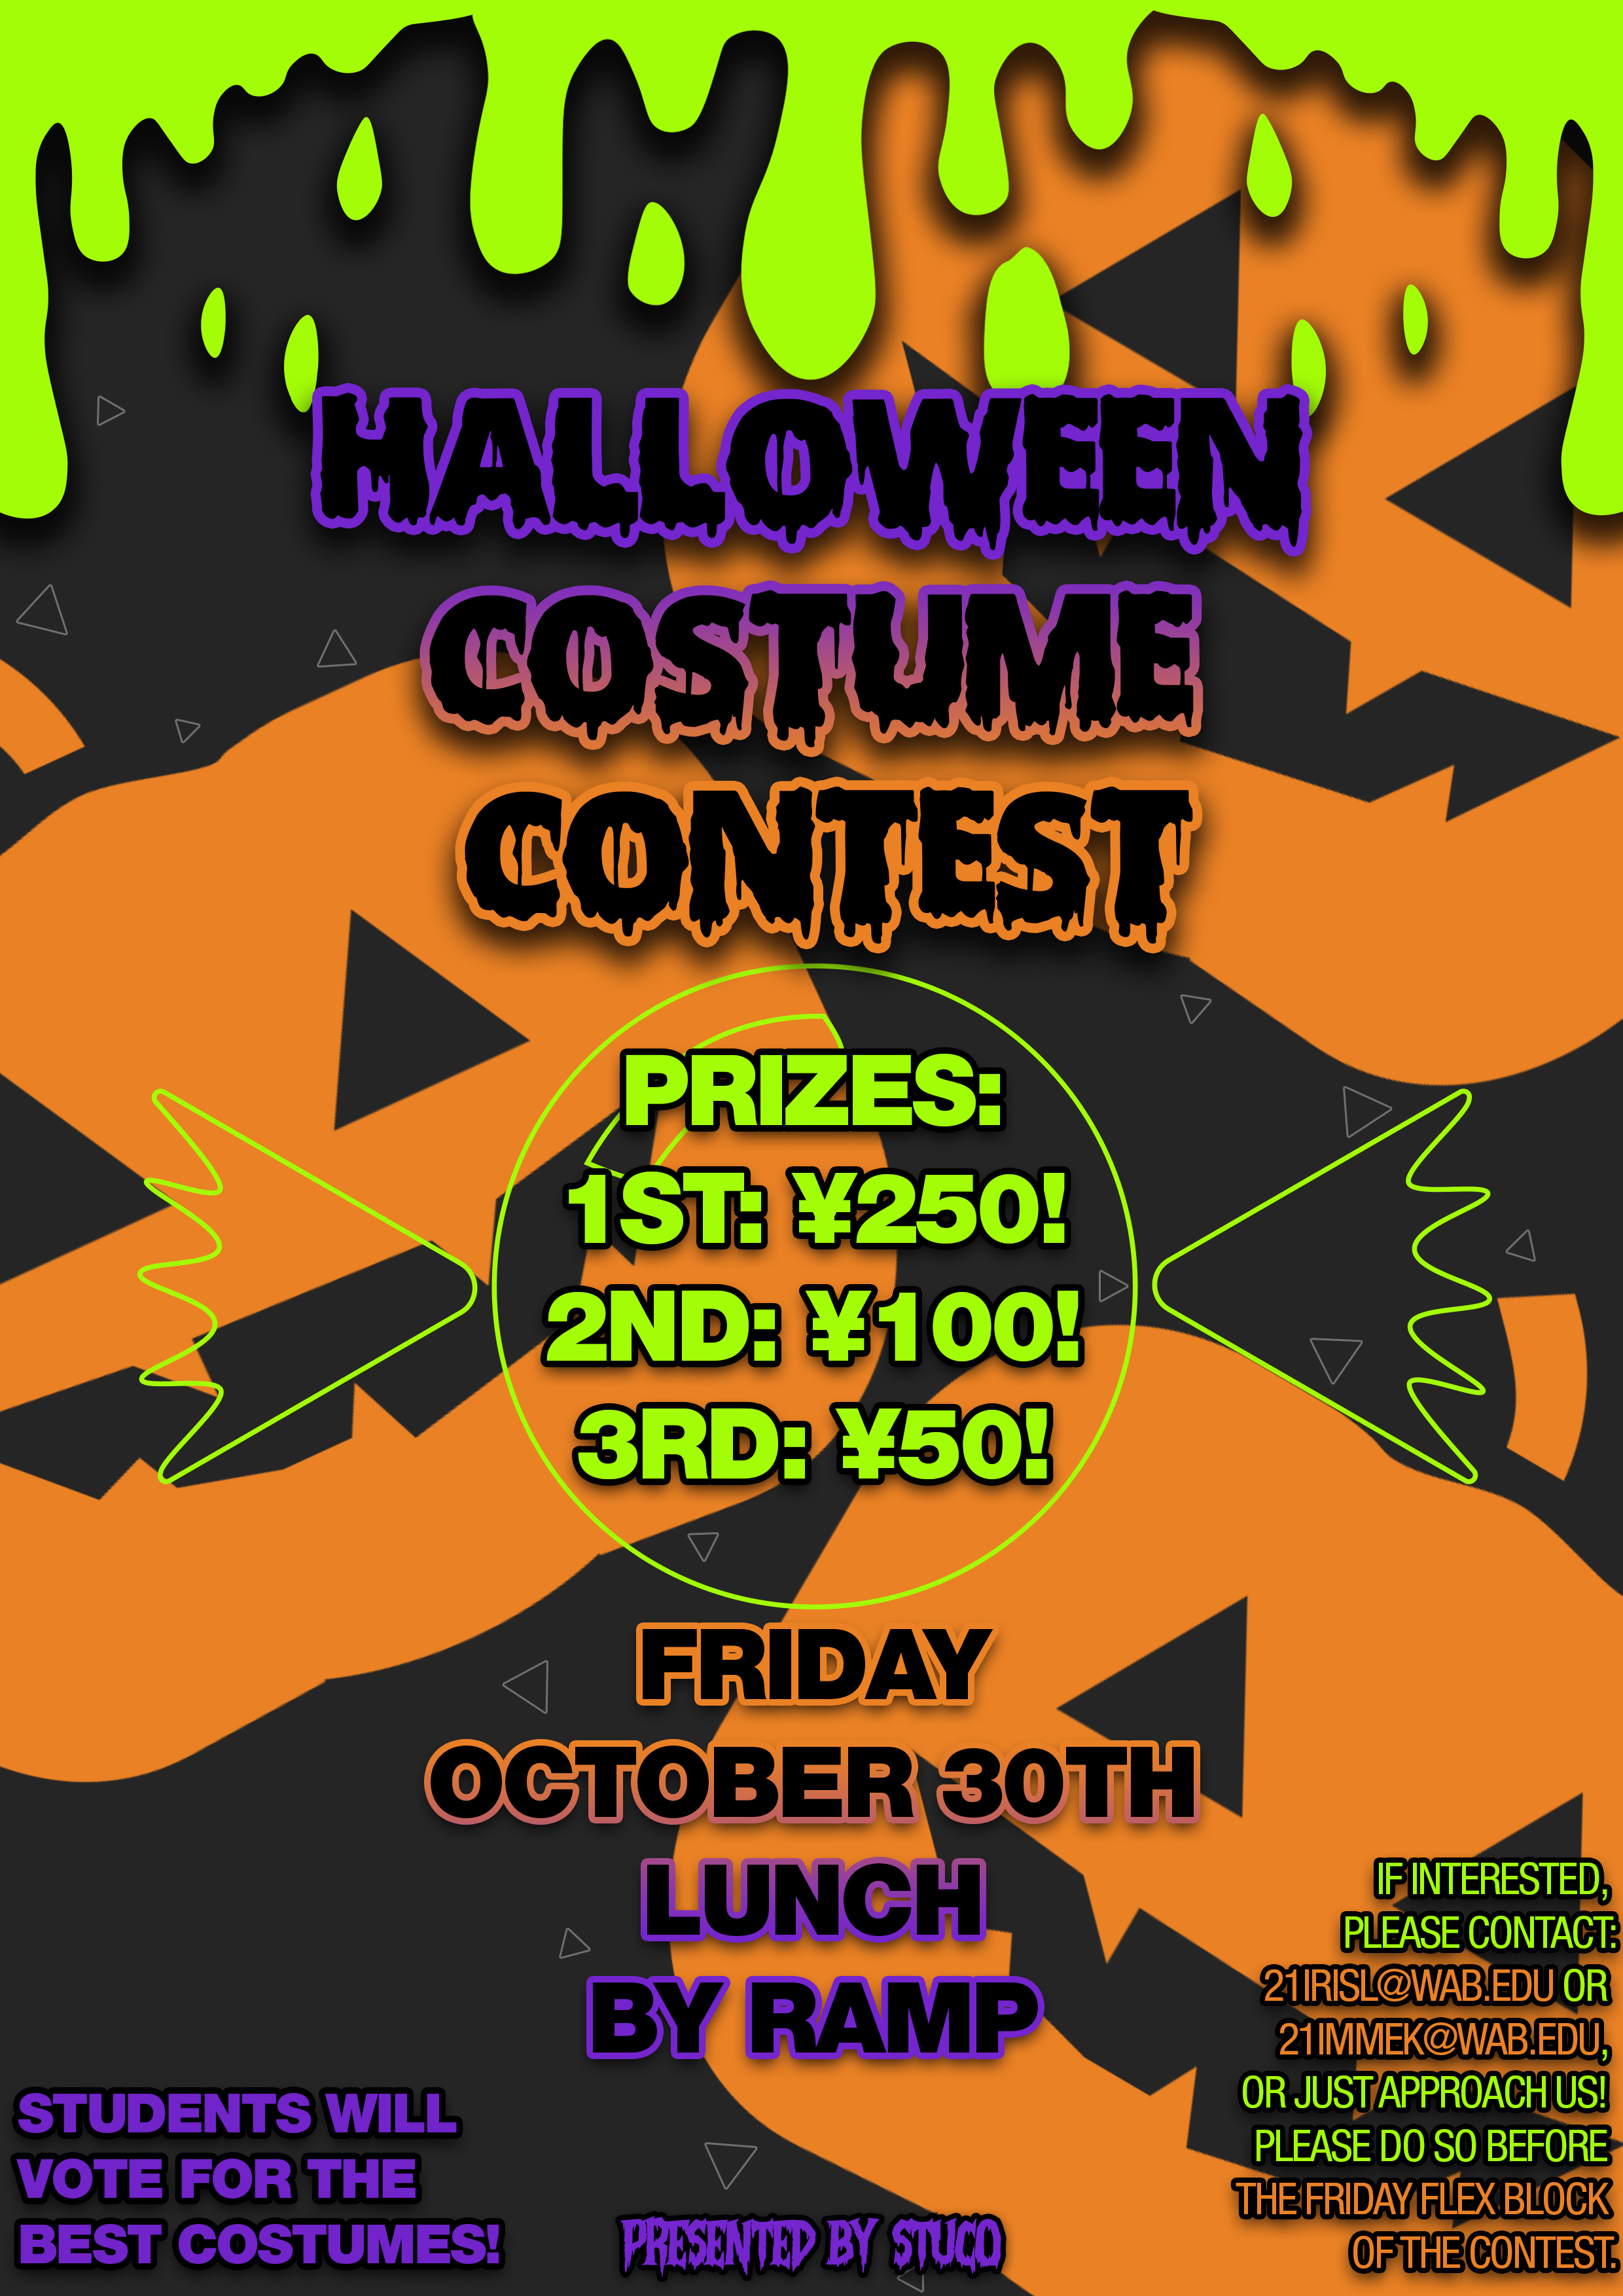 HALLOWEEN
COSTUME
CONTEST
PRIZES:
1ST: ¥250!
2ND: ¥100!
3RD: ¥50!
FRIDAY
OCTOBER 30TH
LUNCH
BY RAMP
IF INTERESTED,
PLEASE CONTACT:
21IRISL@WAB.EDU OR
21IMMEK@WAB.EDU,
OR JUST APPROACH US!
PLEASE DO SO BEFORE
THE FRIDAY FLEX BLOCK
OF THE CONTEST.
STUDENTS WILL
VOTE FOR THE
BEST COSTUMES!
PRESENTED BY STUCO